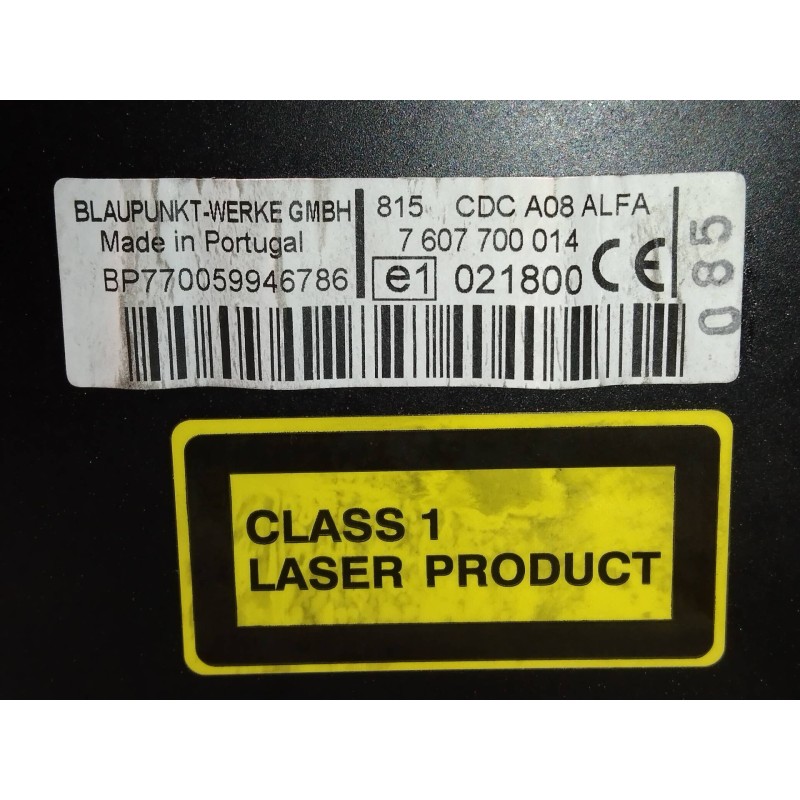 BLAUPUNKT-WERKE GMBH 815 CDC A08 ALFA
Made in Portugal 7 607 700 014
BP770059946786 e1 021800 CE
085
CLASS 1
LASER PRODUCT